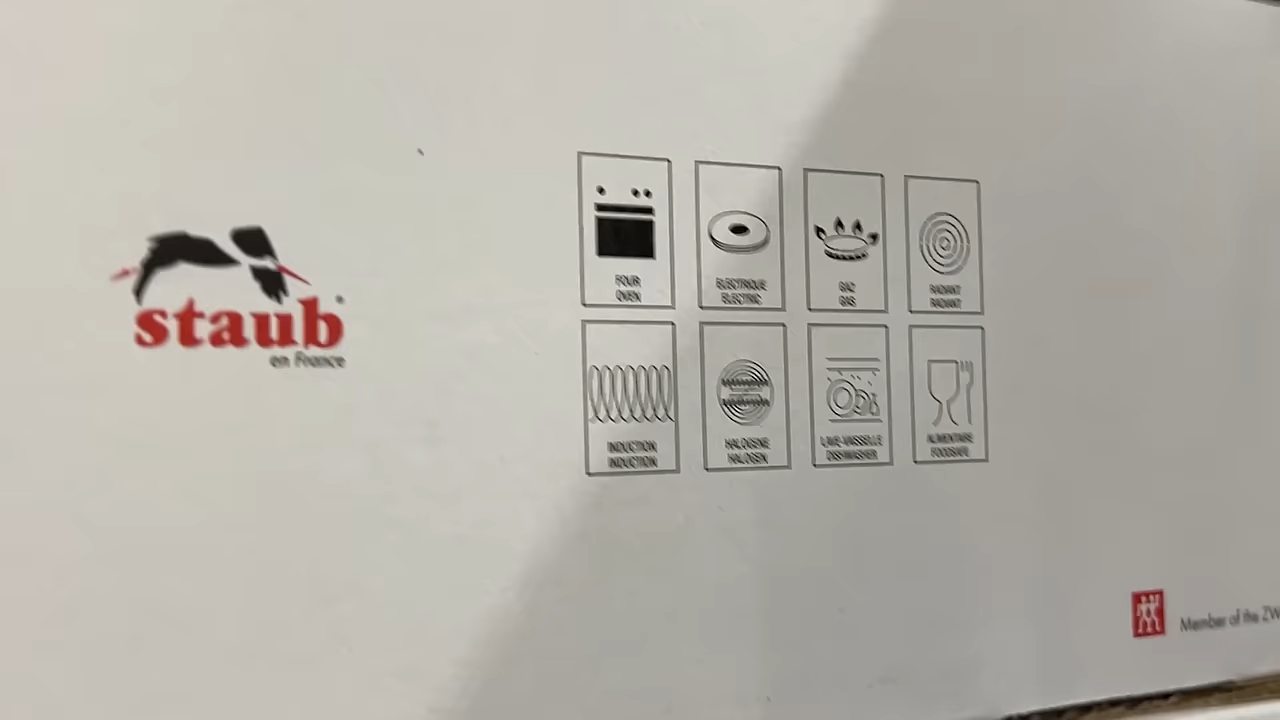 staub
en France
FOUR
OVEN
ELECTRIQUE
ELECTRIC
GAZ
GAS
RADIANT
RADIANT
INDUCTION
INDUCTION
HALOGENE
HALOGEN
LAVE-VAISSELLE
DISHWASHER
ALIMENTAIRE
FOODSAFE
Member of the ZW